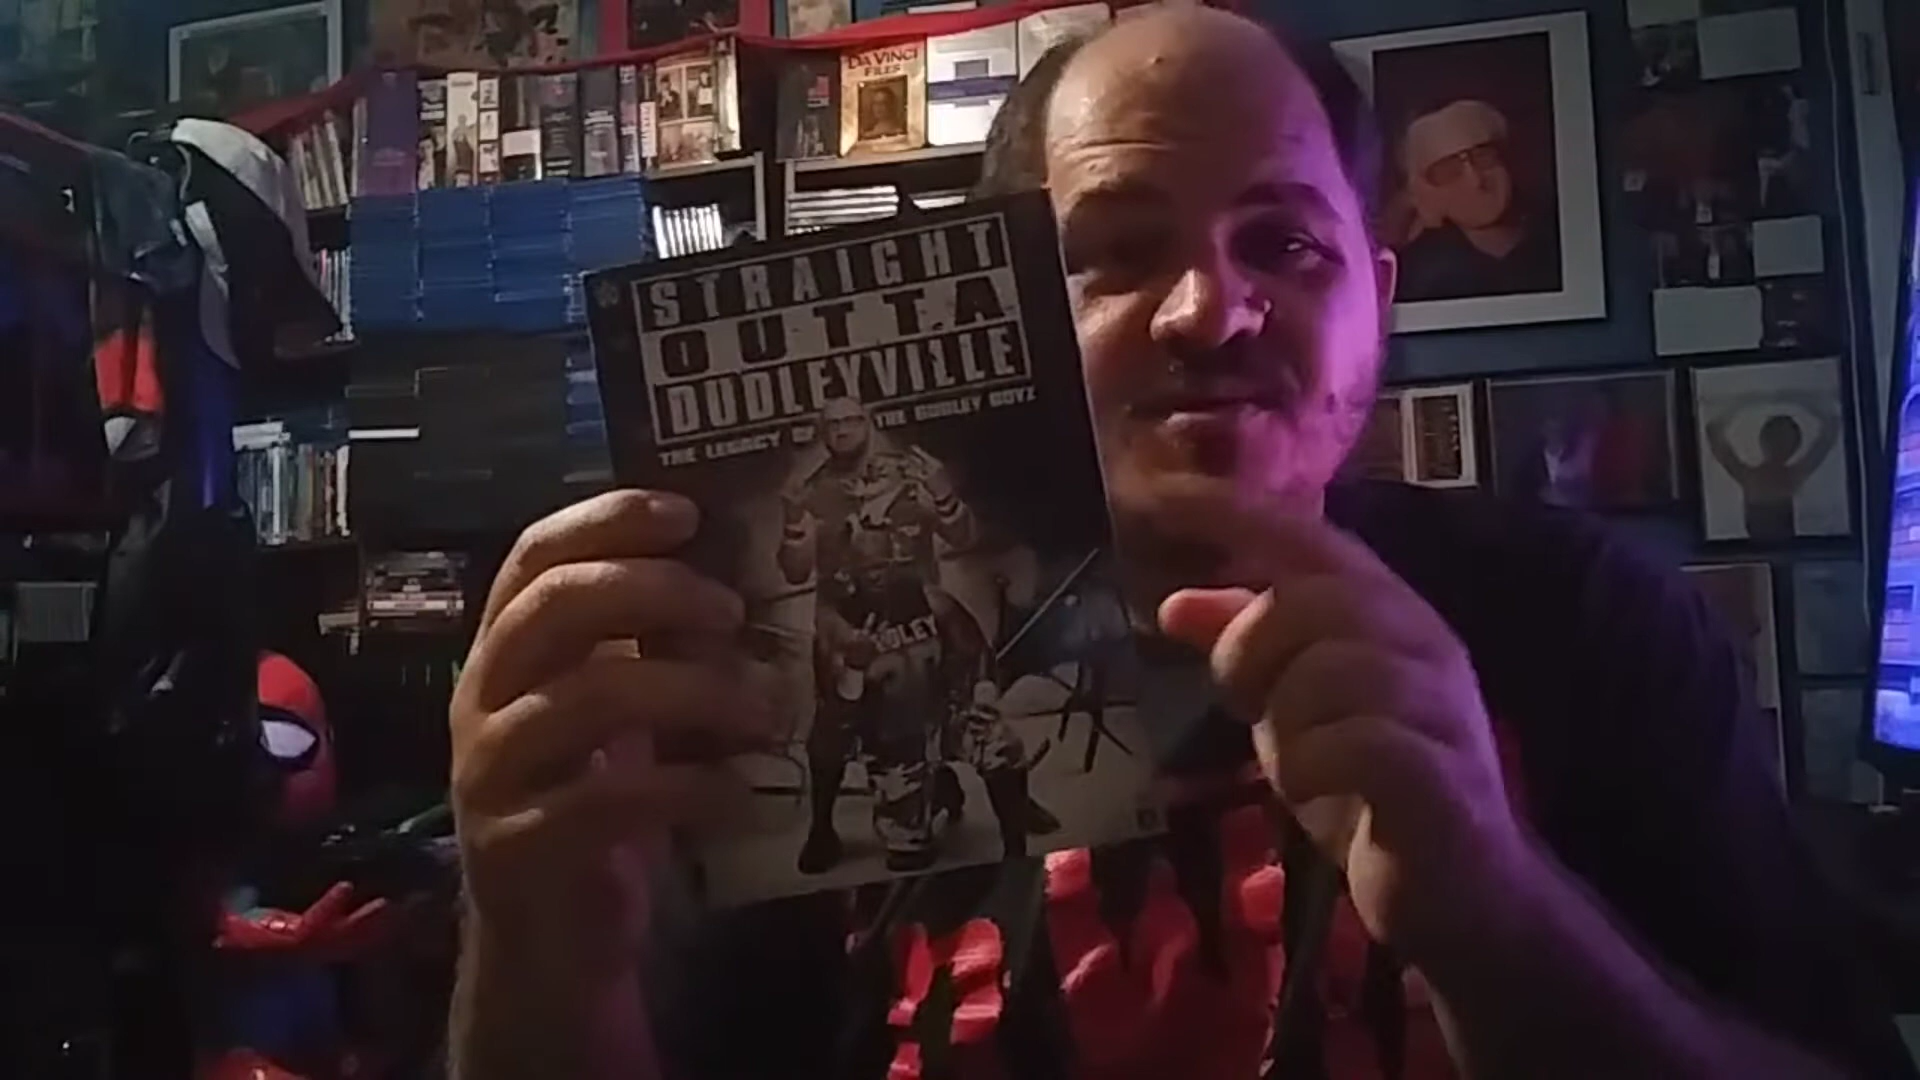 DA VINCI
FILES
STRAIGHT
OUTTA
DUDLEYVILLE
THE LEGACY OF THE DUDLEY BOYZ
DUDLEY